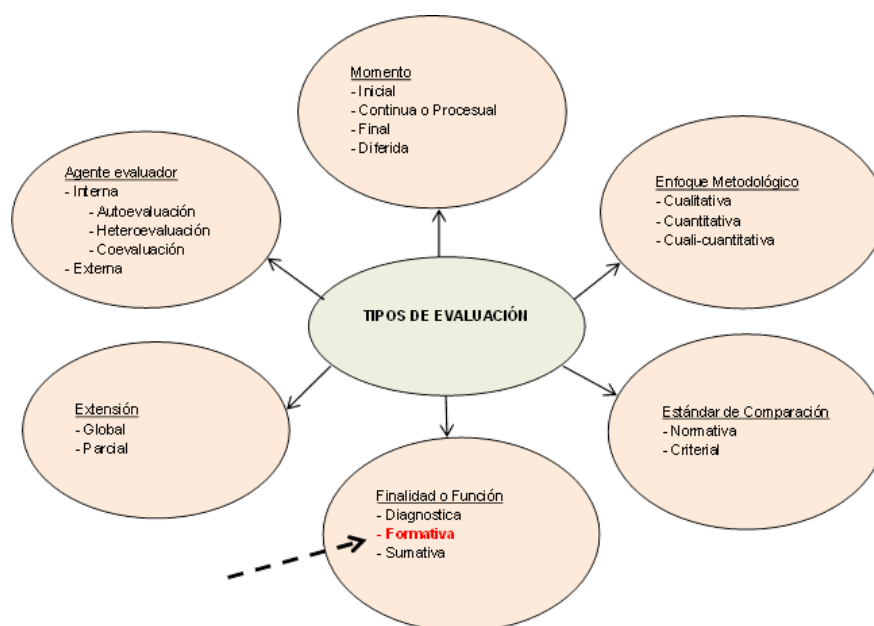 Momento
- Inicial
- Continua o Procesual
- Final
- Diferida
Agente evaluador
- Interna
- Autoevaluación
- Heteroevaluación
- Coevaluación
- Externa
Enfoque Metodológico
- Cualitativa
- Cuantitativa
- Cuali-cuantitativa
TIPOS DE EVALUACIÓN
Extensión
- Global
- Parcial
Estándar de Comparación
- Normativa
- Criterial
Finalidad o Función
- Diagnostica
- Formativa
- Sumativa